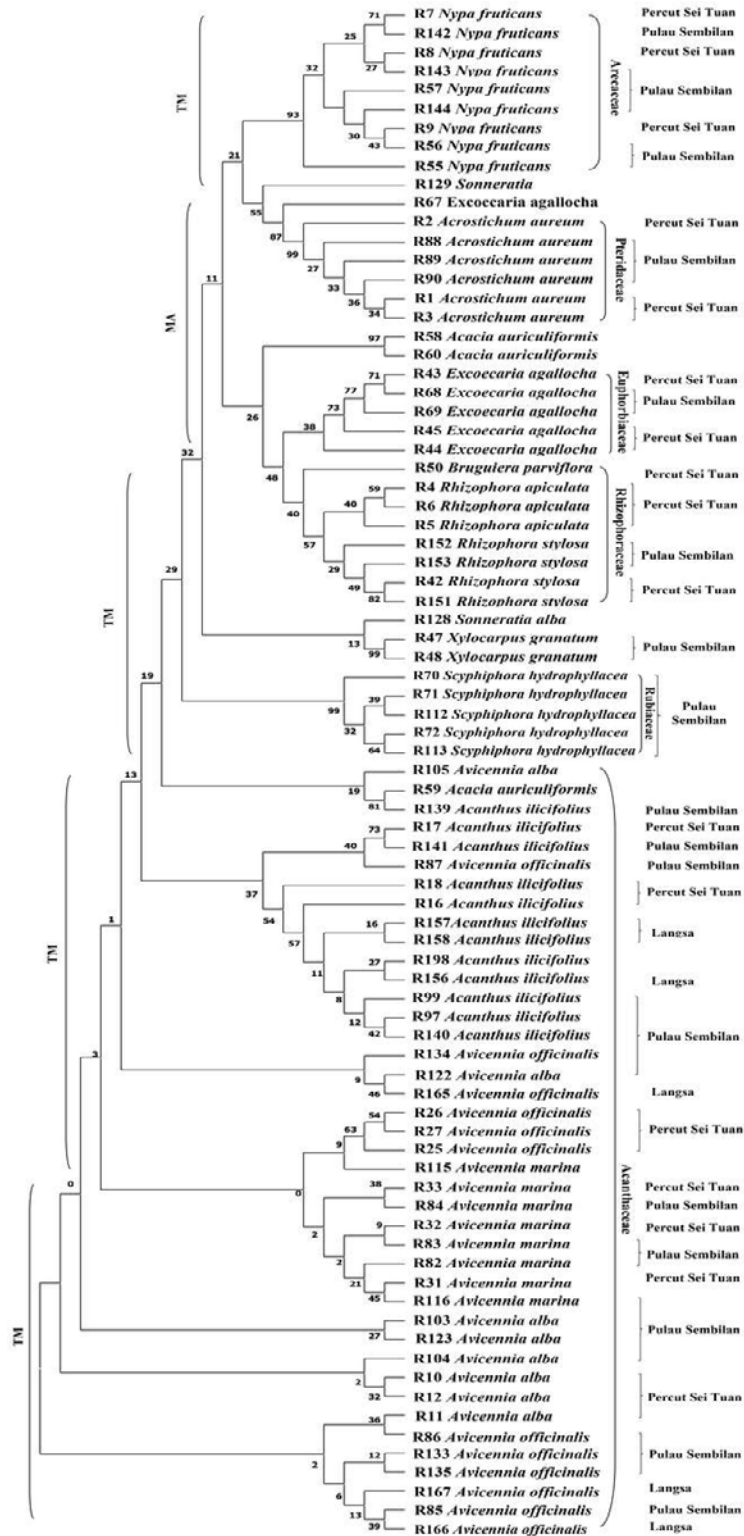 R7 Nypa fruticans Percut Sei Tuan
R142 Nypa fruticans Pulau Sembilan
R8 Nypa fruticans Percut Sei Tuan
R143 Nypa fruticans
R57 Nypa fruticans Pulau Sembilan
R144 Nypa fruticans
R9 Nypa fruticans Percut Sei Tuan
R56 Nypa fruticans Pulau Sembilan
R55 Nypa fruticans
Arecaceae
R129 Sonneratia
R67 Excoecaria agallocha
R2 Acrostichum aureum Percut Sei Tuan
R88 Acrostichum aureum
R89 Acrostichum aureum Pulau Sembilan
R90 Acrostichum aureum
R1 Acrostichum aureum Percut Sei Tuan
R3 Acrostichum aureum
Pteridaceae
R58 Acacia auriculiformis
R60 Acacia auriculiformis
R43 Excoecaria agallocha Percut Sei Tuan
R68 Excoecaria agallocha Pulau Sembilan
R69 Excoecaria agallocha
R45 Excoecaria agallocha Percut Sei Tuan
R44 Excoecaria agallocha
Euphorbiaceae
R50 Bruguiera parviflora Percut Sei Tuan
R4 Rhizophora apiculata
R6 Rhizophora apiculata Percut Sei Tuan
R5 Rhizophora apiculata
R152 Rhizophora stylosa Pulau Sembilan
R153 Rhizophora stylosa
R42 Rhizophora stylosa Percut Sei Tuan
R151 Rhizophora stylosa
Rhizophoraceae
R128 Sonneratia alba
R47 Xylocarpus granatum Pulau Sembilan
R48 Xylocarpus granatum
R70 Scyphiphora hydrophyllacea
R71 Scyphiphora hydrophyllacea
R112 Scyphiphora hydrophyllacea Pulau
R72 Scyphiphora hydrophyllacea Sembilan
R113 Scyphiphora hydrophyllacea
Rubiaceae
R105 Avicennia alba
R59 Acacia auriculiformis
R139 Acanthus ilicifolius Pulau Sembilan
R17 Acanthus ilicifolius Percut Sei Tuan
R141 Acanthus ilicifolius Pulau Sembilan
R87 Avicennia officinalis Pulau Sembilan
R18 Acanthus ilicifolius Percut Sei Tuan
R16 Acanthus ilicifolius
R157Acanthus ilicifolius Langsa
R158 Acanthus ilicifolius
R198 Acanthus ilicifolius
R156 Acanthus ilicifolius Langsa
R99 Acanthus ilicifolius
R97 Acanthus ilicifolius
R140 Acanthus ilicifolius Pulau Sembilan
R134 Avicennia officinalis
R122 Avicennia alba
R165 Avicennia officinalis Langsa
R26 Avicennia officinalis
R27 Avicennia officinalis Percut Sei Tuan
R25 Avicennia officinalis
R115 Avicennia marina
Acanthaceae
R33 Avicennia marina Percut Sei Tuan
R84 Avicennia marina Pulau Sembilan
R32 Avicennia marina Percut Sei Tuan
R83 Avicennia marina Pulau Sembilan
R82 Avicennia marina
R31 Avicennia marina Percut Sei Tuan
R116 Avicennia marina
R103 Avicennia alba Pulau Sembilan
R123 Avicennia alba
R104 Avicennia alba
R10 Avicennia alba
R12 Avicennia alba Percut Sei Tuan
R11 Avicennia alba
R86 Avicennia officinalis
R133 Avicennia officinalis Pulau Sembilan
R135 Avicennia officinalis
R167 Avicennia officinalis Langsa
R85 Avicennia officinalis Pulau Sembilan
R166 Avicennia officinalis Langsa
TM
MA
TM
TM
TM
71
25
27
32
93
30
43
21
55
87
99
27
33
36
34
11
97
26
71
77
73
38
48
40
59
40
57
29
49
82
32
13
99
29
99
39
32
64
19
19
81
13
73
40
37
54
57
16
11
27
8
12
42
1
9
46
3
54
63
9
0
38
2
9
2
21
45
0
27
2
32
36
2
12
6
13
39